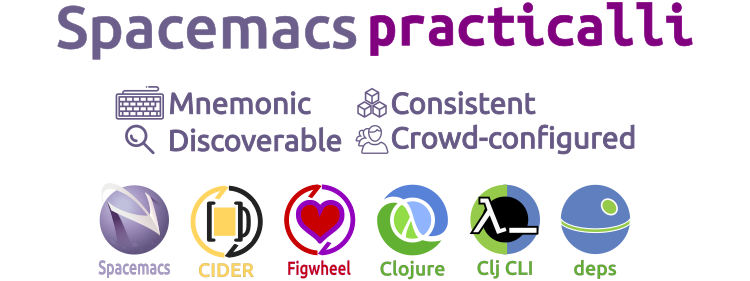 Spacemacs practicalli
Mnemonic Consistent
Discoverable Crowd-configured
Spacemacs CIDER Figwheel Clojure Clj CLI deps